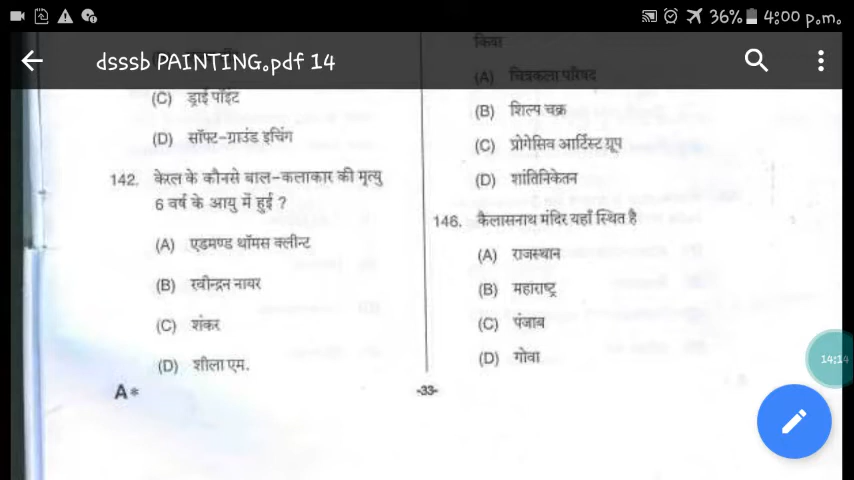 36% 4:00 p.m.
dsssb PAINTING.pdf 14
(C) ड्राई पॉइंट
(D) सॉफ्ट-ग्राउंड इचिंग
142. केरल के कौनसे बाल-कलाकार की मृत्यु
6 वर्ष के आयु में हुई ?
(A) एडमण्ड थॉमस क्लीन्ट
(B) रवीन्द्रन नायर
(C) शंकर
(D) शीला एम.
A*
-33-
किया
(A) चित्रकला परिषद
(B) शिल्प चक्र
(C) प्रोगेसिव आर्टिस्ट ग्रूप
(D) शांतिनिकेतन
146. कैलासनाथ मंदिर यहाँ स्थित है
(A) राजस्थान
(B) महाराष्ट्र
(C) पंजाब
(D) गोवा
14:14